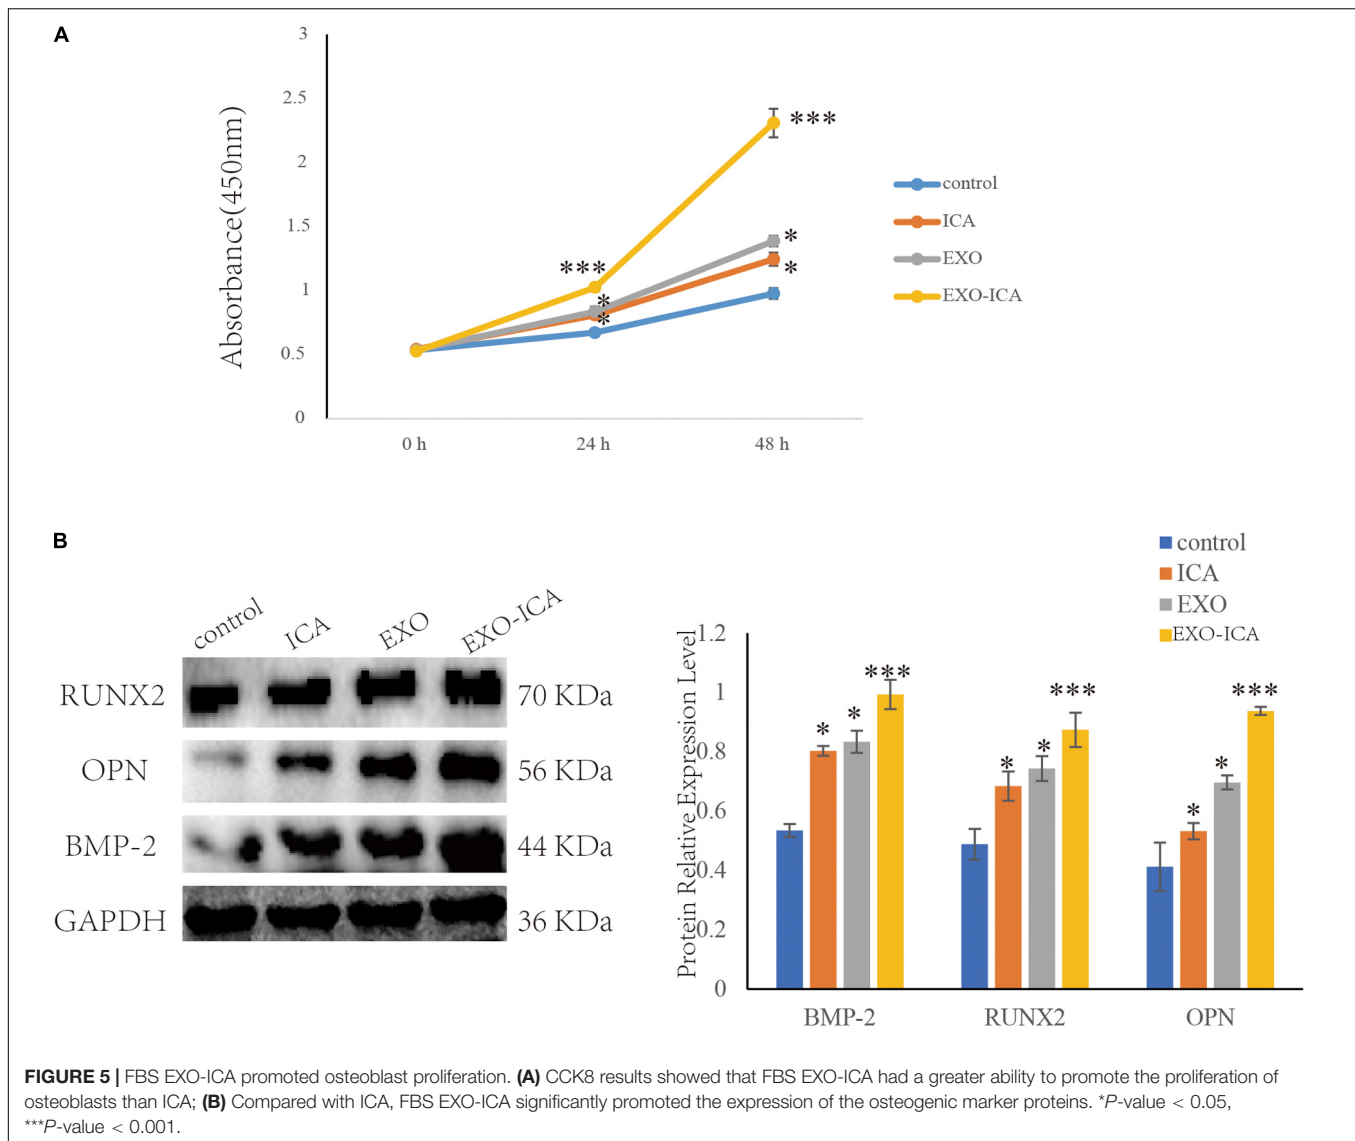 A
3
2.5
2
1.5
1
0.5
0
Absorbance(450nm)
0 h
24 h
48 h
***
*
*
***
*
*
control
ICA
EXO
EXO-ICA
B
control
ICA
EXO
EXO-ICA
RUNX2
70 KDa
OPN
56 KDa
BMP-2
44 KDa
GAPDH
36 KDa
control
ICA
EXO
EXO-ICA
Protein Relative Expression Level
1.2
1
0.8
0.6
0.4
0.2
0
*
*
***
*
*
***
*
*
***
BMP-2
RUNX2
OPN
FIGURE 5 | FBS EXO-ICA promoted osteoblast proliferation. (A) CCK8 results showed that FBS EXO-ICA had a greater ability to promote the proliferation of
osteoblasts than ICA; (B) Compared with ICA, FBS EXO-ICA significantly promoted the expression of the osteogenic marker proteins. *P-value < 0.05,
***P-value < 0.001.